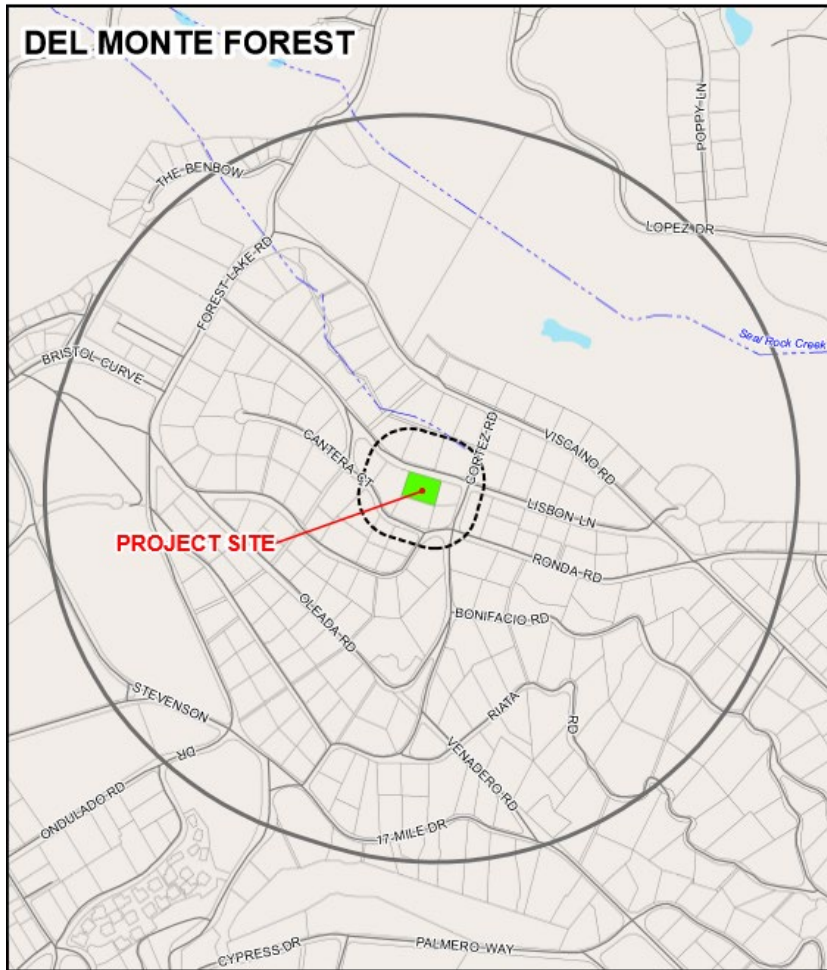 DEL MONTE FOREST
POPPY LN
THE BENBOW
LOPEZ DR
FOREST LAKE RD
Seal Rock Creek
BRISTOL CURVE
CORTEZ RD
VISCAINO RD
CANTERA CT
LISBON LN
PROJECT SITE
RONDA RD
OLEADA RD
BONIFACIO RD
STEVENSON
DR
RIATA
RD
VENADERO RD
ONDULADO RD
17-MILE DR
CYPRESS DR
PALMERO WAY